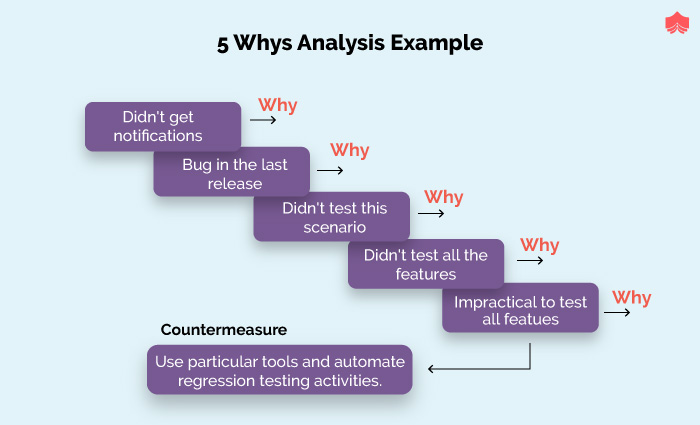 5 Whys Analysis Example
Didn't get
notifications
Why
Bug in the last
release
Why
Didn't test this
scenario
Why
Didn't test all the
features
Why
Impractical to test
all featues
Why
Countermeasure
Use particular tools and automate
regression testing activities.